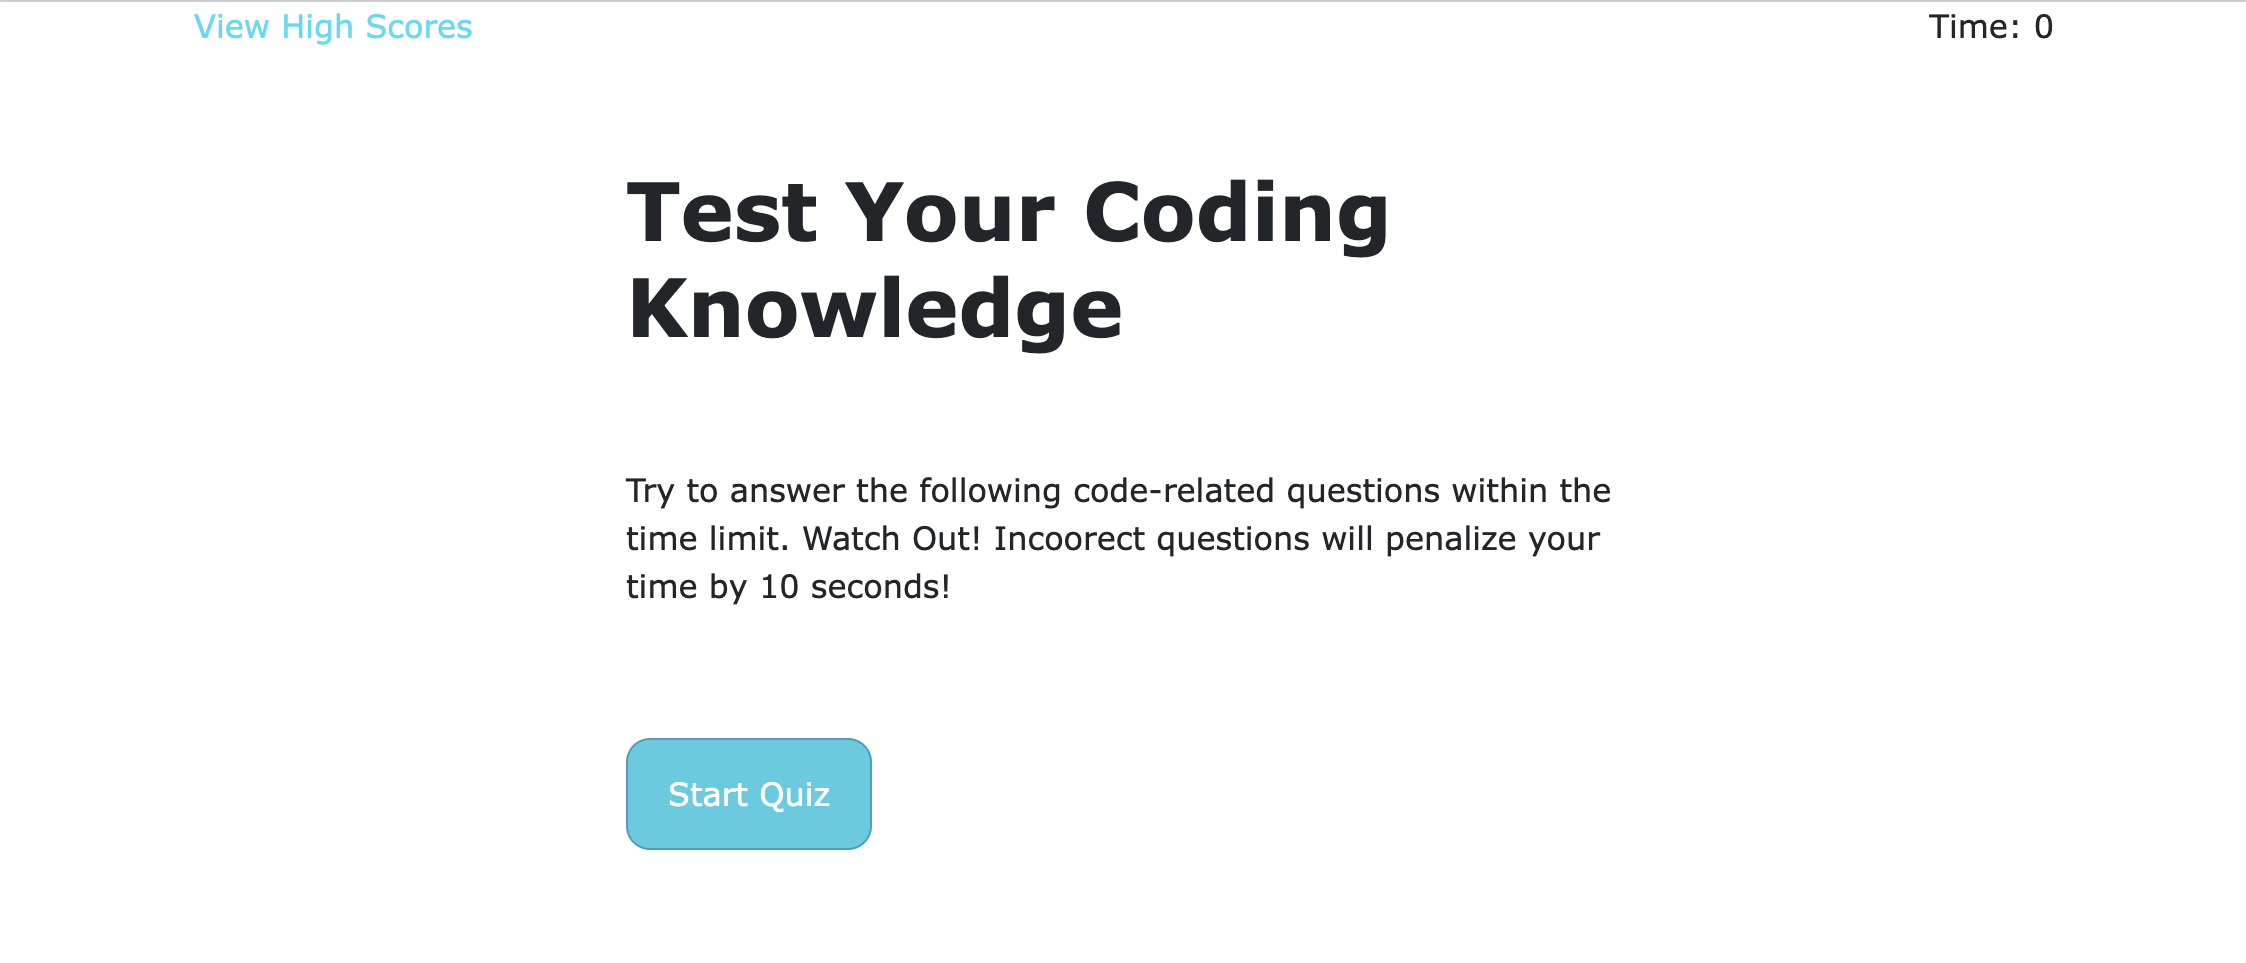 View High Scores
Time: 0
Test Your Coding
Knowledge
Try to answer the following code-related questions within the
time limit. Watch Out! Incoorect questions will penalize your
time by 10 seconds!
Start Quiz